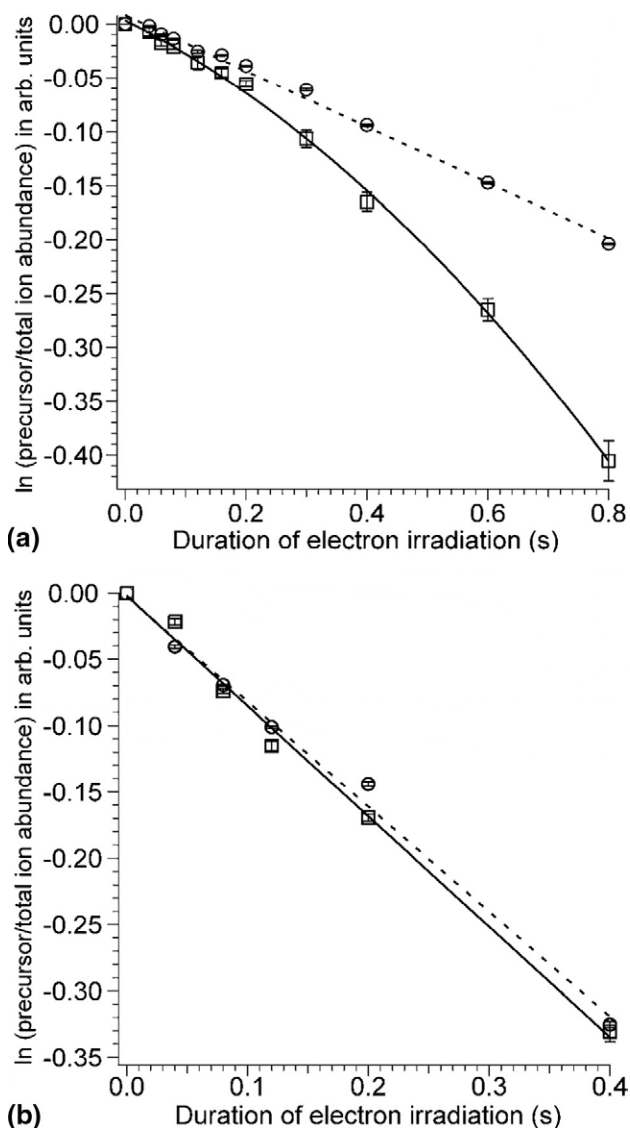 ln (precursor/total ion abundance) in arb. units
0.00
-0.05
-0.10
-0.15
-0.20
-0.25
-0.30
-0.35
-0.40
0.0 0.2 0.4 0.6 0.8
(a) Duration of electron irradiation (s)
ln (precursor/total ion abundance) in arb. units
0.00
-0.05
-0.10
-0.15
-0.20
-0.25
-0.30
-0.35
0.0 0.1 0.2 0.3 0.4
(b) Duration of electron irradiation (s)